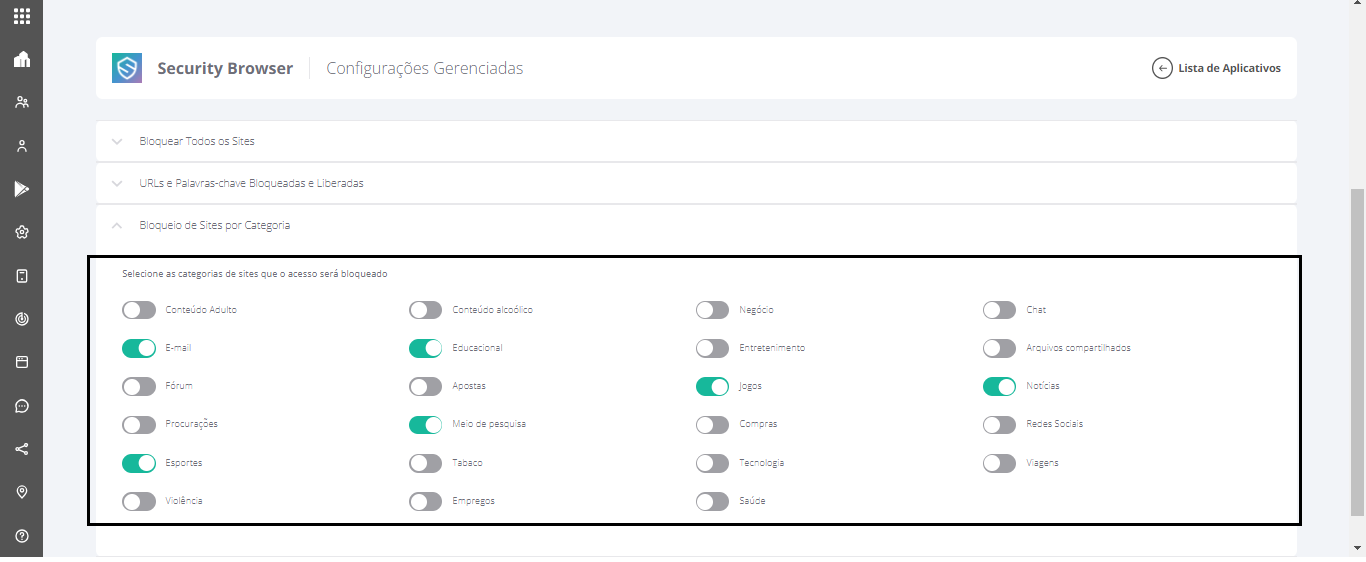 Security Browser Configurações Gerenciadas Lista de Aplicativos
Bloquear Todos os Sites
URLs e Palavras-chave Bloqueadas e Liberadas
Bloqueio de Sites por Categoria
Selecione as categorias de sites que o acesso será bloqueado
Conteúdo Adulto Conteúdo alcoólico Negócio Chat
E-mail Educacional Entretenimento Arquivos compartilhados
Fórum Apostas Jogos Notícias
Procurações Meio de pesquisa Compras Redes Sociais
Esportes Tabaco Tecnologia Viagens
Violência Empregos Saúde